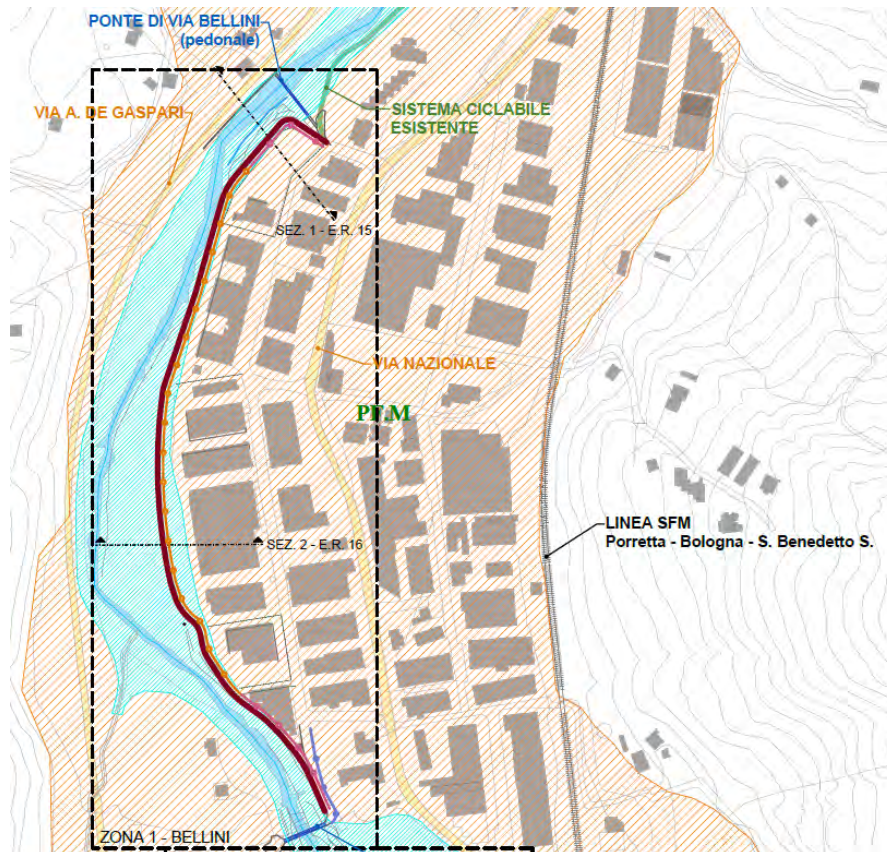 PONTE DI VIA BELLINI
(pedonale)
VIA A. DE GASPARI
SISTEMA CICLABILE
ESISTENTE
SEZ. 1 - E.R. 15
VIA NAZIONALE
LINEA SFM
Porretta - Bologna - S. Benedetto S.
SEZ. 2 - E.R. 16
ZONA 1 - BELLINI